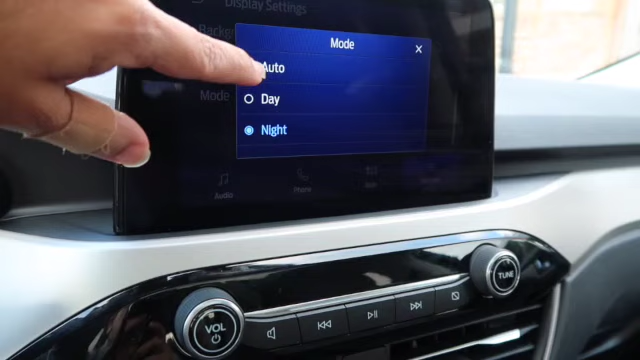 Display Settings
Mode
Auto
Day
Mode
Night
Audio
Phone
VOL
TUNE